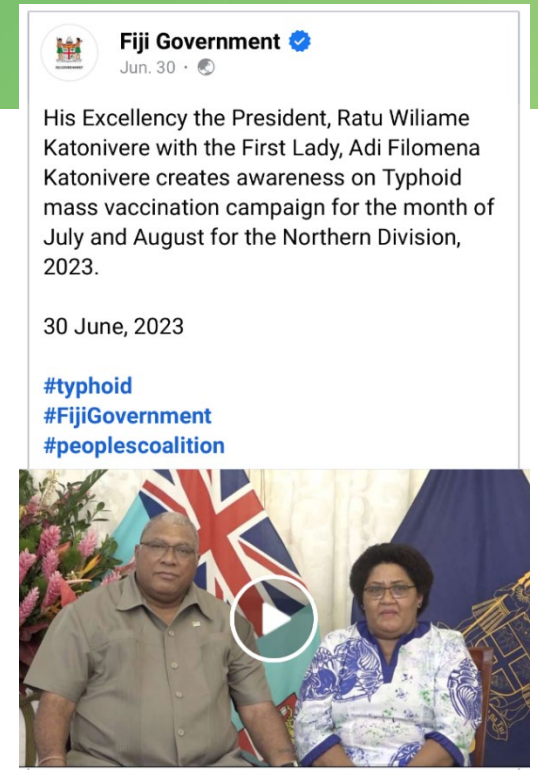 Fiji Government
Jun. 30 ·
His Excellency the President, Ratu Wiliame
Katonivere with the First Lady, Adi Filomena
Katonivere creates awareness on Typhoid
mass vaccination campaign for the month of
July and August for the Northern Division,
2023.
30 June, 2023
#typhoid
#FijiGovernment
#peoplescoalition